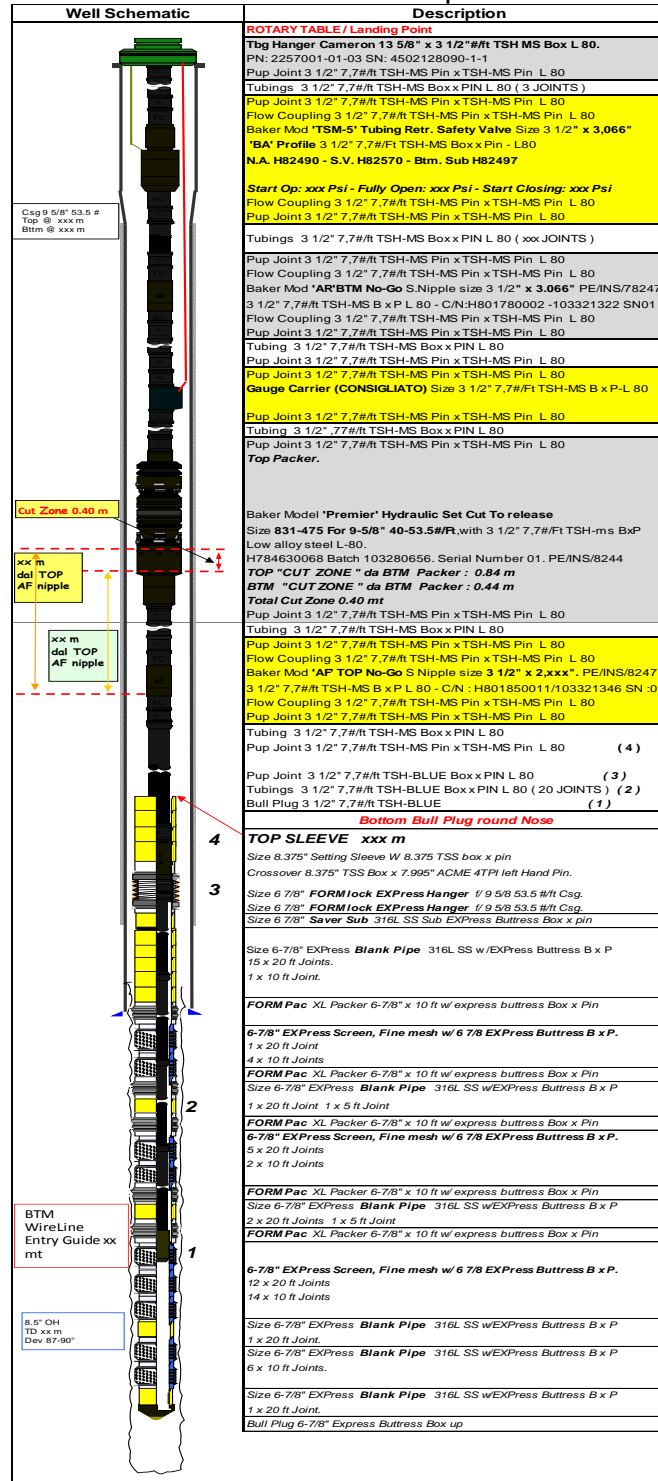 Well Schematic
Description
ROTARY TABLE / Landing Point
Tbg Hanger Cameron 13 5/8" x 3 1/2"#/ft TSH MS Box L 80.
PN: 2257001-01-03 SN: 4502128090-1-1
Pup Joint 3 1/2" 7,7#/ft TSH-MS Pin x TSH-MS Pin L 80
Tubings 3 1/2" 7,7#/ft TSH-MS Box x PIN L 80 ( 3 JOINTS )
Pup Joint 3 1/2" 7,7#/ft TSH-MS Pin x TSH-MS Pin L 80
Flow Coupling 3 1/2" 7,7#/ft TSH-MS Pin x TSH-MS Pin L 80
Baker Mod 'TSM-5' Tubing Retr. Safety Valve Size 3 1/2" x 3,066"
'BA' Profile 3 1/2" 7,7#/Ft TSH-MS Box x Pin - L80
N.A. H82490 - S.V. H82570 - Btm. Sub H82497
Start Op: xxx Psi - Fully Open: xxx Psi - Start Closing: xxx Psi
Flow Coupling 3 1/2" 7,7#/ft TSH-MS Pin x TSH-MS Pin L 80
Pup Joint 3 1/2" 7,7#/ft TSH-MS Pin x TSH-MS Pin L 80
Csg 9 5/8" 53.5 #
Top @ xxx m
Bttm @ xxx m
Tubings 3 1/2" 7,7#/ft TSH-MS Box x PIN L 80 ( xxx JOINTS )
Pup Joint 3 1/2" 7,7#/ft TSH-MS Pin x TSH-MS Pin L 80
Flow Coupling 3 1/2" 7,7#/ft TSH-MS Pin x TSH-MS Pin L 80
Baker Mod 'AR'BTM No-Go S.Nipple size 3 1/2" x 3.066" PE/INS/78247
3 1/2" 7,7#/ft TSH-MS B x P L 80 - C/N:H801780002 -103321322 SN01
Flow Coupling 3 1/2" 7,7#/ft TSH-MS Pin x TSH-MS Pin L 80
Pup Joint 3 1/2" 7,7#/ft TSH-MS Pin x TSH-MS Pin L 80
Tubing 3 1/2" 7,7#/ft TSH-MS Box x PIN L 80
Pup Joint 3 1/2" 7,7#/ft TSH-MS Pin x TSH-MS Pin L 80
Pup Joint 3 1/2" 7,7#/ft TSH-MS Pin x TSH-MS Pin L 80
Gauge Carrier (CONSIGLIATO) Size 3 1/2" 7,7#/Ft TSH-MS B x P-L 80
Pup Joint 3 1/2" 7,7#/ft TSH-MS Pin x TSH-MS Pin L 80
Tubing 3 1/2" ,77#/ft TSH-MS Box x PIN L 80
Pup Joint 3 1/2" 7,7#/ft TSH-MS Pin x TSH-MS Pin L 80
Top Packer.
Cut Zone 0.40 m
Baker Model 'Premier' Hydraulic Set Cut To release
Size 831-475 For 9-5/8" 40-53.5#/Ft,with 3 1/2" 7,7#/Ft TSH-ms BxP
Low alloy steel L-80.
H784630068 Batch 103280656. Serial Number 01. PE/INS/8244
TOP "CUT ZONE " da BTM Packer : 0.84 m
BTM "CUT ZONE " da BTM Packer : 0.44 m
Total Cut Zone 0.40 mt
Pup Joint 3 1/2" 7,7#/ft TSH-MS Pin x TSH-MS Pin L 80
xx m
dal TOP
AF nipple
Tubing 3 1/2" 7,7#/ft TSH-MS Box x PIN L 80
xx m
dal TOP
AF nipple
Pup Joint 3 1/2" 7,7#/ft TSH-MS Pin x TSH-MS Pin L 80
Flow Coupling 3 1/2" 7,7#/ft TSH-MS Pin x TSH-MS Pin L 80
Baker Mod 'AF' TOP No-Go S Nipple size 3 1/2" x 2,xxx". PE/INS/8247
3 1/2" 7,7#/ft TSH-MS B x P L 80 - C/N : H801850011/103321346 SN :0
Flow Coupling 3 1/2" 7,7#/ft TSH-MS Pin x TSH-MS Pin L 80
Pup Joint 3 1/2" 7,7#/ft TSH-MS Pin x TSH-MS Pin L 80
Tubing 3 1/2" 7,7#/ft TSH-MS Box x PIN L 80
Pup Joint 3 1/2" 7,7#/ft TSH-MS Pin x TSH-MS Pin L 80 (4)
Pup Joint 3 1/2" 7,7#/ft TSH-BLUE Box x PIN L 80 (3)
Tubings 3 1/2" 7,7#/ft TSH-BLUE Box x PIN L 80 ( 20 JOINTS ) (2)
Bull Plug 3 1/2" 7,7#/ft TSH-BLUE (1)
Bottom Bull Plug round Nose
4
TOP SLEEVE xxx m
Size 8.375" Setting Sleeve W 8.375 TSS box x pin
Crossover 8.375" TSS Box x 7.995" ACME 4TPI left Hand Pin.
3
Size 6 7/8" FORMlock EXPress Hanger f/ 9 5/8 53.5 #/ft Csg.
Size 6 7/8" FORMlock EXPress Hanger f/ 9 5/8 53.5 #/ft Csg.
Size 6 7/8" Saver Sub 316L SS Sub EXPress Buttress Box x pin
Size 6-7/8" EXPress Blank Pipe 316L SS w/EXPress Buttress B x P
15 x 20 ft Joints.
1 x 10 ft Joint.
FORM Pac XL Packer 6-7/8" x 10 ft w/ express buttress Box x Pin
6-7/8" EXPress Screen, Fine mesh w/ 6 7/8 EXPress Buttress B x P.
1 x 20 ft Joint
4 x 10 ft Joints
FORM Pac XL Packer 6-7/8" x 10 ft w/ express buttress Box x Pin
Size 6-7/8" EXPress Blank Pipe 316L SS w/EXPress Buttress B x P
2
1 x 20 ft Joint 1 x 5 ft Joint
FORM Pac XL Packer 6-7/8" x 10 ft w/ express buttress Box x Pin
6-7/8" EXPress Screen, Fine mesh w/ 6 7/8 EXPress Buttress B x P.
5 x 20 ft Joints
2 x 10 ft Joints
FORM Pac XL Packer 6-7/8" x 10 ft w/ express buttress Box x Pin
Size 6-7/8" EXPress Blank Pipe 316L SS w/EXPress Buttress B x P
2 x 20 ft Joints 1 x 5 ft Joint
FORM Pac XL Packer 6-7/8" x 10 ft w/ express buttress Box x Pin
BTM
WireLine
Entry Guide xx
mt
1
6-7/8" EXPress Screen, Fine mesh w/ 6 7/8 EXPress Buttress B x P.
12 x 20 ft Joints
14 x 10 ft Joints
8.5" OH
TD xx m
Dev 87-90°
Size 6-7/8" EXPress Blank Pipe 316L SS w/EXPress Buttress B x P
1 x 20 ft Joint.
Size 6-7/8" EXPress Blank Pipe 316L SS w/EXPress Buttress B x P
6 x 10 ft Joints.
Size 6-7/8" EXPress Blank Pipe 316L SS w/EXPress Buttress B x P
1 x 20 ft Joint.
Bull Plug 6-7/8" Express Buttress Box up